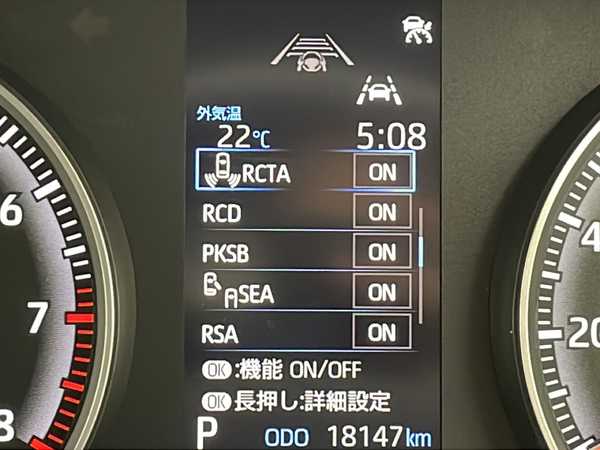 外気温
22℃ 5:08
RCTA ON
RCD ON
PKSB ON
SEA ON
RSA ON
OK:機能 ON/OFF
OK長押し:詳細設定
P ODO 18147km
6
7
8
4
20